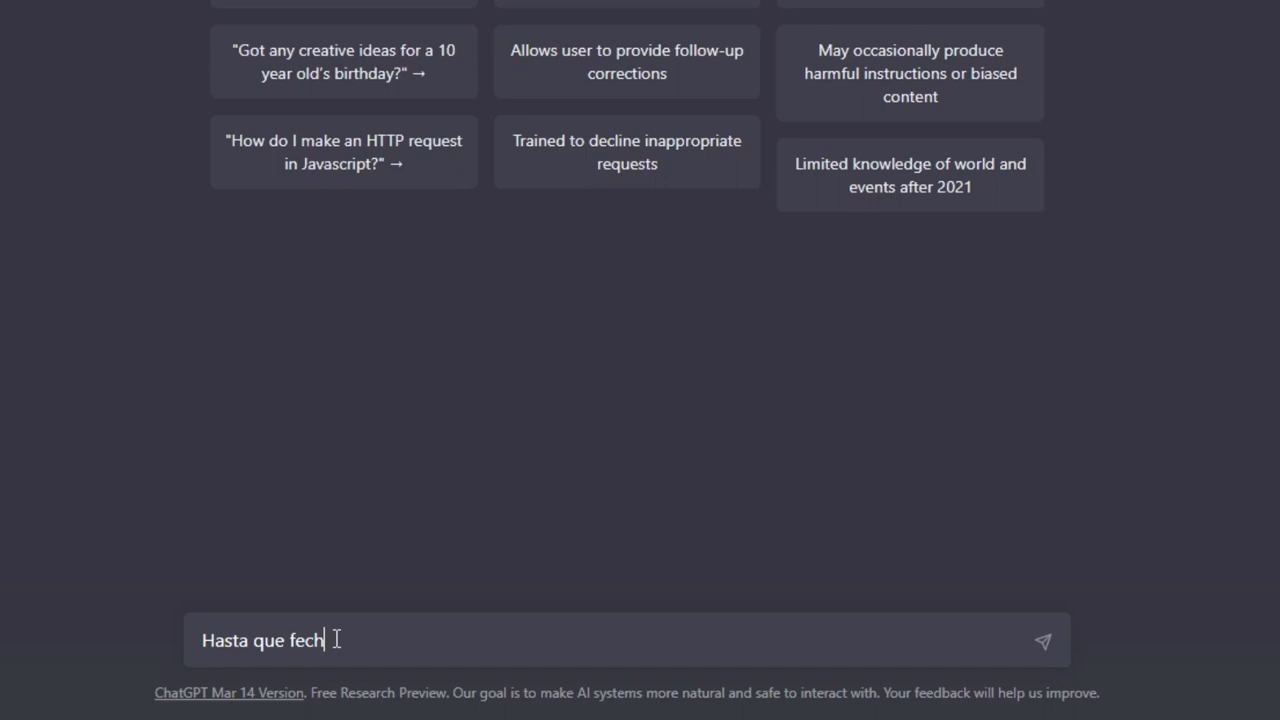 "Got any creative ideas for a 10
year old's birthday?" →
Allows user to provide follow-up
corrections
May occasionally produce
harmful instructions or biased
content
"How do I make an HTTP request
in Javascript?" →
Trained to decline inappropriate
requests
Limited knowledge of world and
events after 2021
Hasta que fech
ChatGPT Mar 14 Version. Free Research Preview. Our goal is to make AI systems more natural and safe to interact with. Your feedback will help us improve.